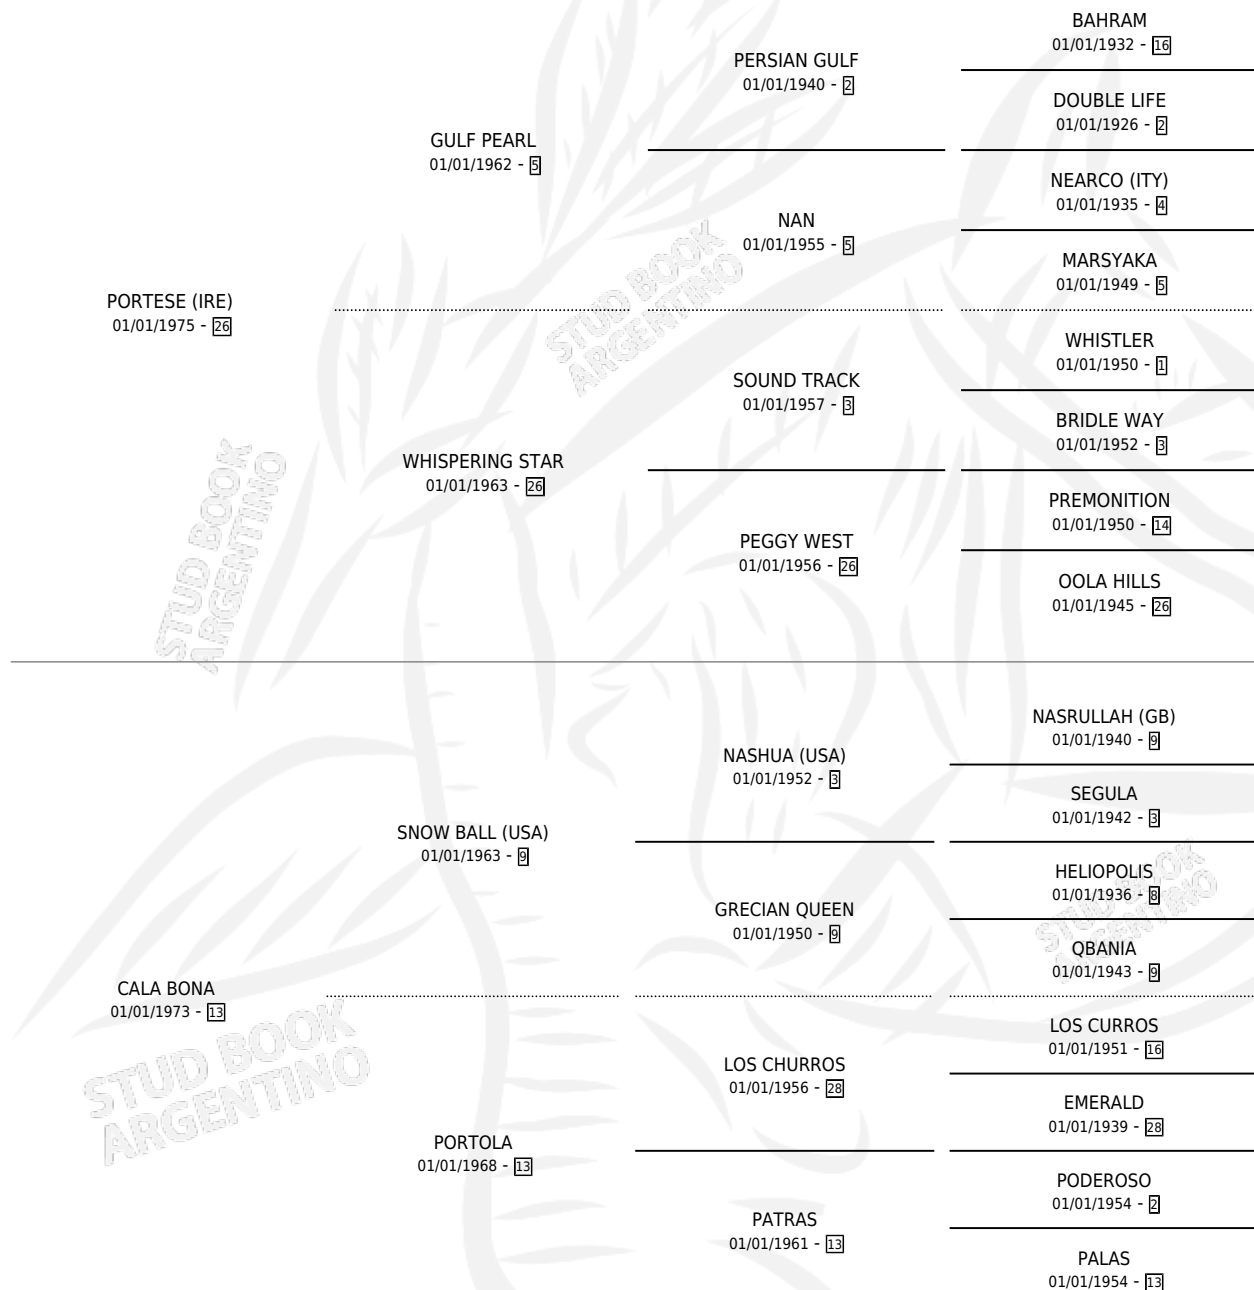 BAHRAM
01/01/1932 - 16
PERSIAN GULF
01/01/1940 - 2
DOUBLE LIFE
01/01/1926 - 2
GULF PEARL
01/01/1962 - 5
NEARCO (ITY)
01/01/1935 - 4
NAN
01/01/1955 - 5
MARSYAKA
01/01/1949 - 5
PORTESE (IRE)
01/01/1975 - 26
WHISTLER
01/01/1950 - 1
SOUND TRACK
01/01/1957 - 3
BRIDLE WAY
01/01/1952 - 3
WHISPERING STAR
01/01/1963 - 26
PREMONITION
01/01/1950 - 14
PEGGY WEST
01/01/1956 - 26
OOLA HILLS
01/01/1945 - 26
NASRULLAH (GB)
01/01/1940 - 9
NASHUA (USA)
01/01/1952 - 3
SEGULA
01/01/1942 - 3
SNOW BALL (USA)
01/01/1963 - 9
HELIOPOLIS
01/01/1936 - 8
GRECIAN QUEEN
01/01/1950 - 9
QBANIA
01/01/1943 - 9
CALA BONA
01/01/1973 - 13
LOS CURROS
01/01/1951 - 16
LOS CHURROS
01/01/1956 - 28
EMERALD
01/01/1939 - 28
PORTOLA
01/01/1968 - 13
PODEROSO
01/01/1954 - 2
PATRAS
01/01/1961 - 13
PALAS
01/01/1954 - 13
STUD BOOK
ARGENTINO
STUD BOOK
ARGENTINO
STUD BOOK
ARGENTINO
STUD BOOK
ARGENTINO